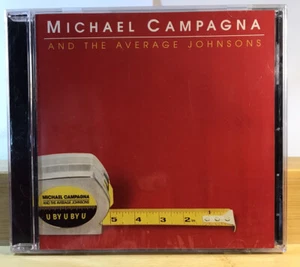 MICHAEL CAMPAGNA
AND THE AVERAGE JOHNSONS
MICHAEL CAMPAGNA
AND THE AVERAGE JOHNSONS
U BY U BY U
5 4 3 2